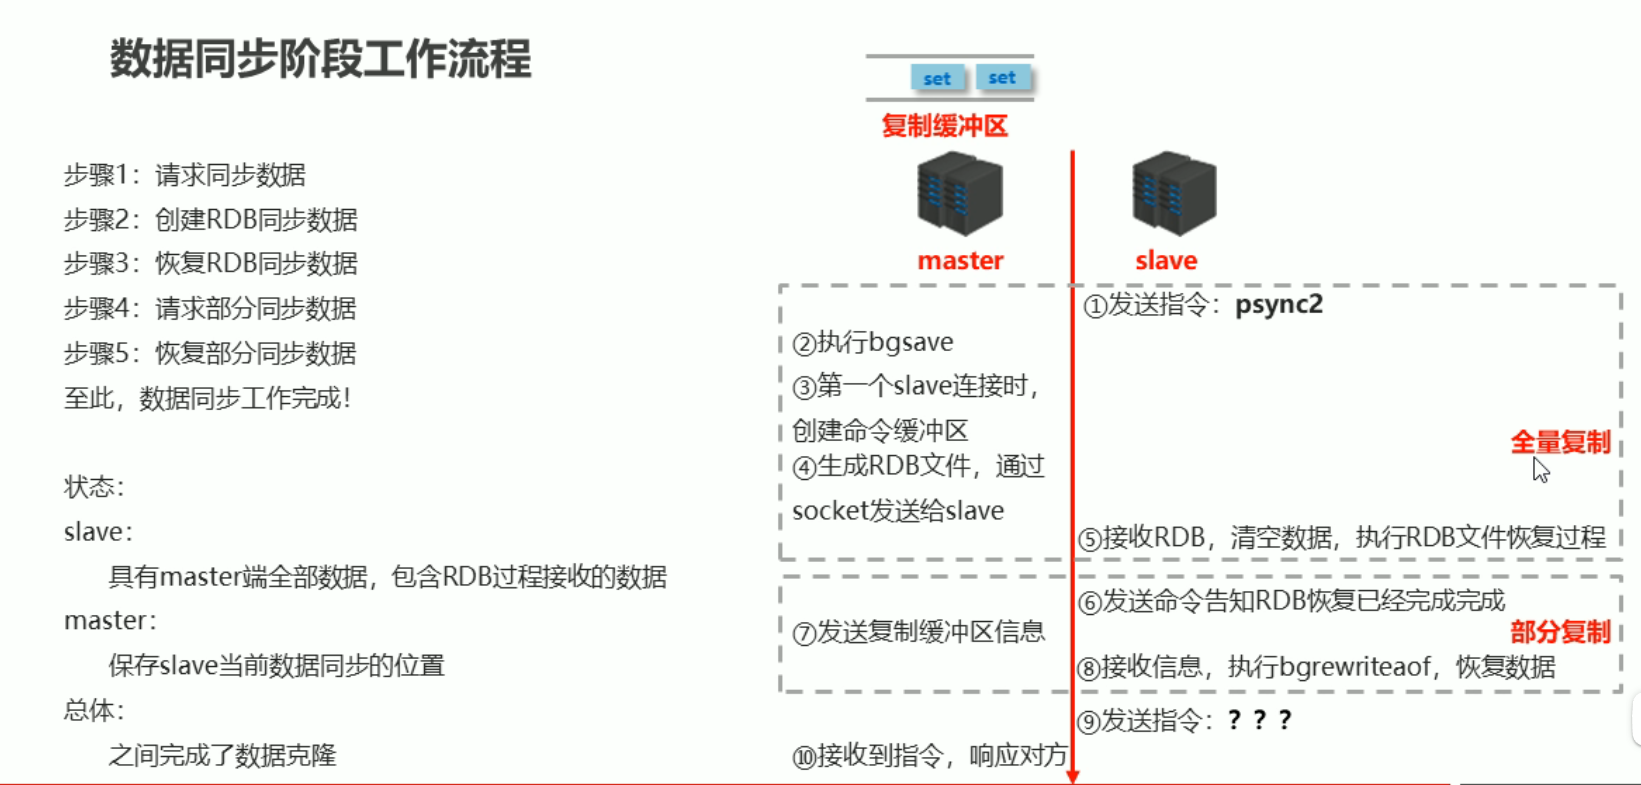 数据同步阶段工作流程
步骤1：请求同步数据
步骤2：创建RDB同步数据
步骤3：恢复RDB同步数据
步骤4：请求部分同步数据
步骤5：恢复部分同步数据
至此，数据同步工作完成！
状态：
slave：
具有master端全部数据，包含RDB过程接收的数据
master：
保存slave当前数据同步的位置
总体：
之间完成了数据克隆
set set
复制缓冲区
master slave
①发送指令：psync2
②执行bgsave
③第一个slave连接时，
创建命令缓冲区
④生成RDB文件，通过
socket发送给slave
全量复制
⑤接收RDB，清空数据，执行RDB文件恢复过程
⑥发送命令告知RDB恢复已经完成完成
⑦发送复制缓冲区信息
部分复制
⑧接收信息，执行bgrewriteaof，恢复数据
⑨发送指令：？？？
⑩接收到指令，响应对方